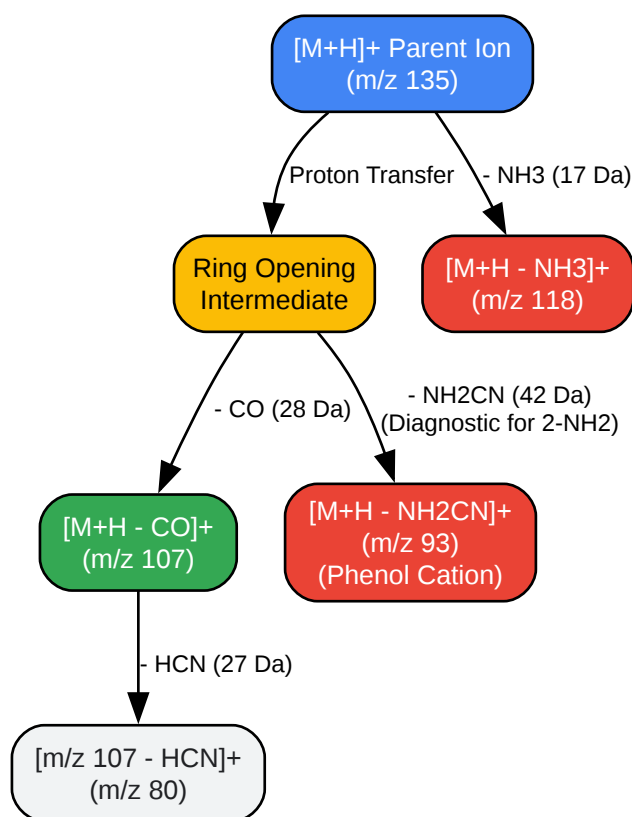 [M+H]+ Parent Ion
(m/z 135)
Proton Transfer
- NH3 (17 Da)
Ring Opening
Intermediate
[M+H - NH3]+
(m/z 118)
- CO (28 Da)
- NH2CN (42 Da)
(Diagnostic for 2-NH2)
[M+H - CO]+
(m/z 107)
[M+H - NH2CN]+
(m/z 93)
(Phenol Cation)
- HCN (27 Da)
[m/z 107 - HCN]+
(m/z 80)